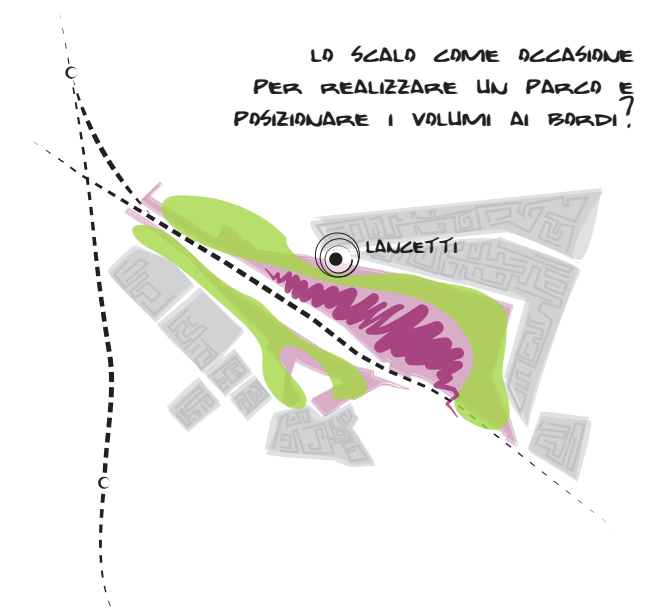 LO SCALO COME OCCASIONE
PER REALIZZARE UN PARCO E
POSIZIONARE I VOLUMI AI BORDI?
LANCETTI